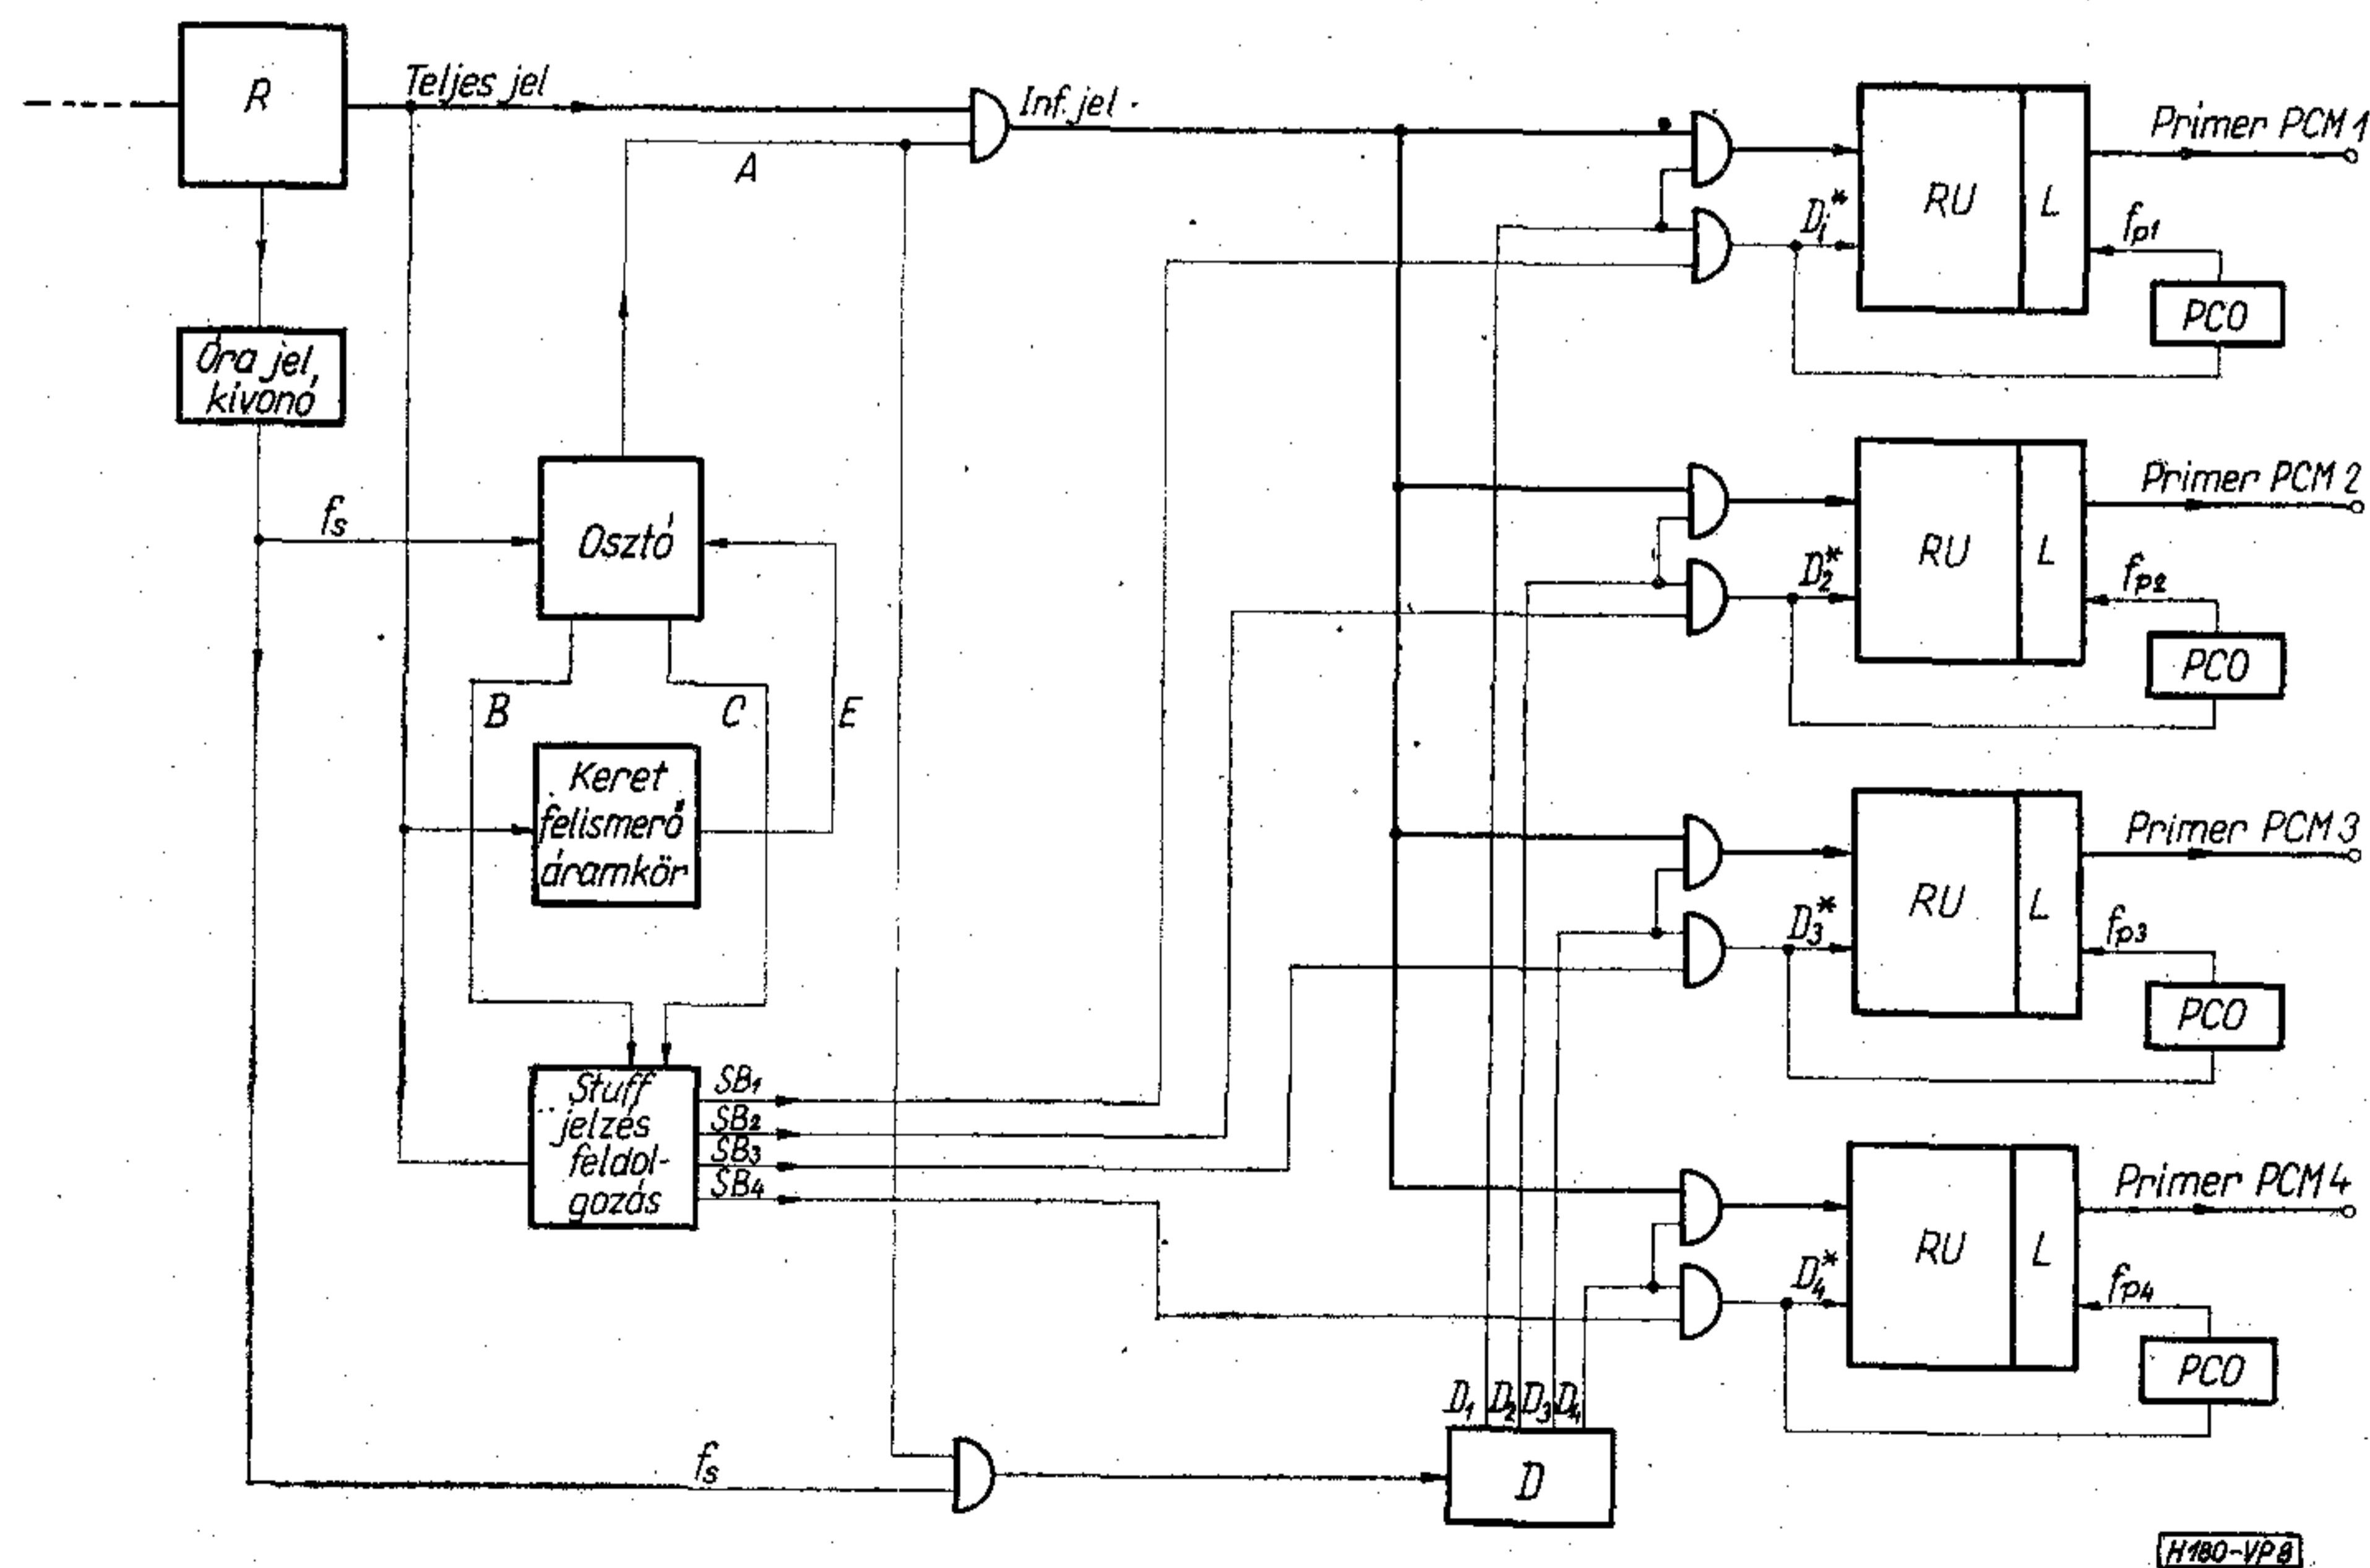 R
Teljes jel
Inf. jel
A
Óra jel,
kivonó
fs
Osztó
B
C
E
Keret
felismerő
áramkör
Stuff
jelzés
feldol-
gozás
SB1
SB2
SB3
SB4
fs
D1
D2
D3
D4
D
D1*
RU
L
fp1
PCO
Primer PCM 1
D2*
RU
L
fp2
PCO
Primer PCM 2
D3*
RU
L
fp3
PCO
Primer PCM 3
D4*
RU
L
fp4
PCO
Primer PCM 4
H180-VP8